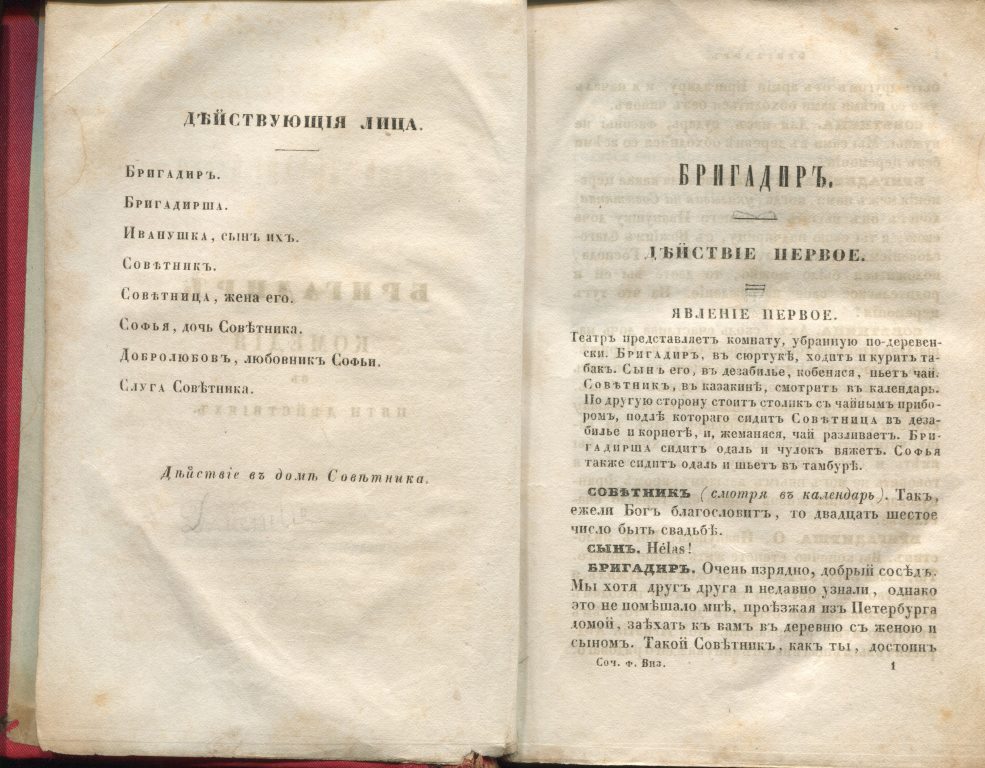 ДѢЙСТВУЮЩІЯ ЛИЦА.
Бригадиръ.
Бригадирша.
Иванушка, сынъ ихъ.
Совѣтникъ.
Совѣтница, жена его.
Софья, дочь Совѣтника.
Добролюбовъ, любовникъ Софьи.
Слуга Совѣтника.
Дѣйствіе въ домѣ Совѣтника.
БРИГАДИРЪ.
ДѢЙСТВІЕ ПЕРВОЕ.
ЯВЛЕНІЕ ПЕРВОЕ.
Театръ представляетъ комнату, убранную по-деревен-
ски. Бригадиръ, въ сюртукѣ, ходитъ и куритъ та-
бакъ. Сынъ его, въ дезабилье, кобеняся, пьетъ чай.
Совѣтникъ, въ казакинѣ, смотритъ въ календарь.
По другую сторону стоитъ столикъ съ чайнымъ прибо-
ромъ, подлѣ котораго сидитъ Совѣтница въ деза-
билье и корнетѣ, и, жеманяся, чай разливаетъ. Бри-
гадирша сидитъ одаль и чулокъ вяжетъ. Софья
также сидитъ одаль и шьетъ въ тамбурѣ.
СОВѢТНИКЪ (смотря въ календарь). Такъ,
ежели Богъ благословитъ, то двадцать шестое
число быть свадьбѣ.
СЫНЪ. Hélas!
БРИГАДИРЪ. Очень изрядно, добрый сосѣдъ.
Мы хотя другъ друга и недавно узнали, однако
это не помѣшало мнѣ, проѣзжая изъ Петербурга
домой, заѣхать къ вамъ въ деревню съ женою и
сыномъ. Такой Совѣтникъ, какъ ты, достоинъ
Соч. ф. Виз. 1